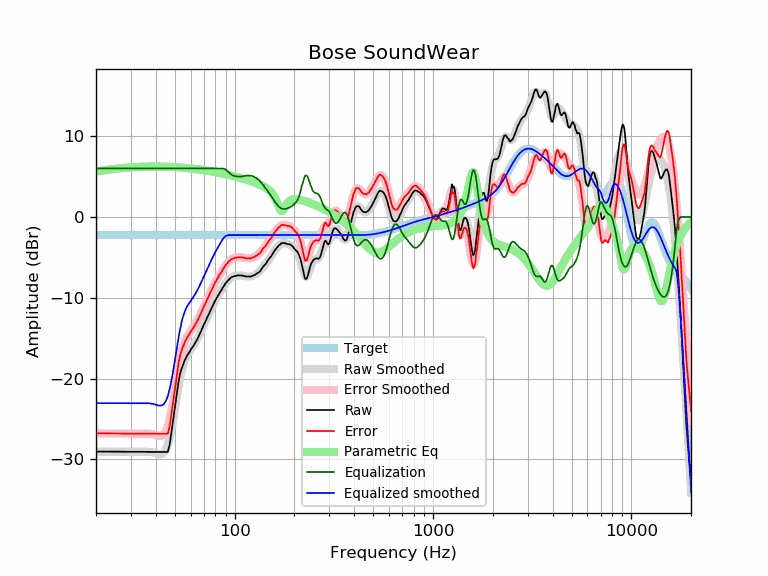 Bose SoundWear
Amplitude (dBr)
10
0
−10
−20
−30
Target
Raw Smoothed
Error Smoothed
Raw
Error
Parametric Eq
Equalization
Equalized smoothed
100 1000 10000
Frequency (Hz)